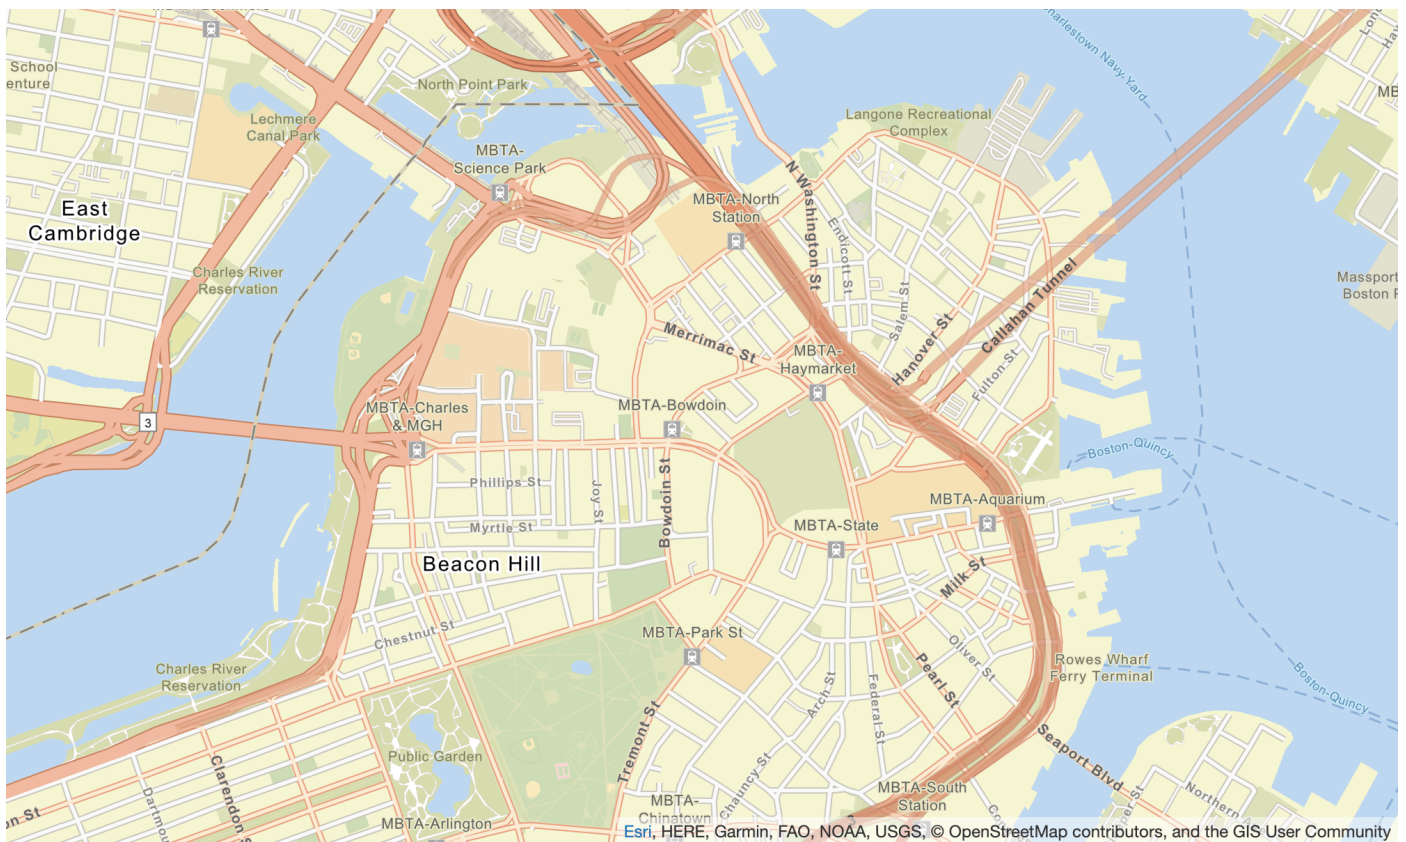 School
enture
North Point Park
Lechmere
Canal Park
MBTA-
Science Park
Charlestown Navy Yard
Langone Recreational
Complex
MB
East
Cambridge
MBTA-North
Station
N Washington St
Endicott St
Charles River
Reservation
Salem St
Hanover St
Callahan Tunnel
Fulton St
Massport
Boston F
Merrimac St
MBTA-
Haymarket
MBTA-Charles
& MGH
3
MBTA-Bowdoin
Boston-Quincy
Phillips St
Joy St
Bowdoin St
Myrtle St
MBTA-Aquarium
MBTA-State
Beacon Hill
Milk St
Chestnut St
MBTA-Park St
Oliver St
Pearl St
Rowes Wharf
Ferry Terminal
Boston-Quincy
Charles River
Reservation
Arch St
Federal St
Tremont St
Public Garden
Clarendon S
Dartmou
Chauncy St
Seaport Blvd
MBTA-South
Station
Northern A
MBTA-
Chinatown
MBTA-Arlington
on St
Esri, HERE, Garmin, FAO, NOAA, USGS, © OpenStreetMap contributors, and the GIS User Community